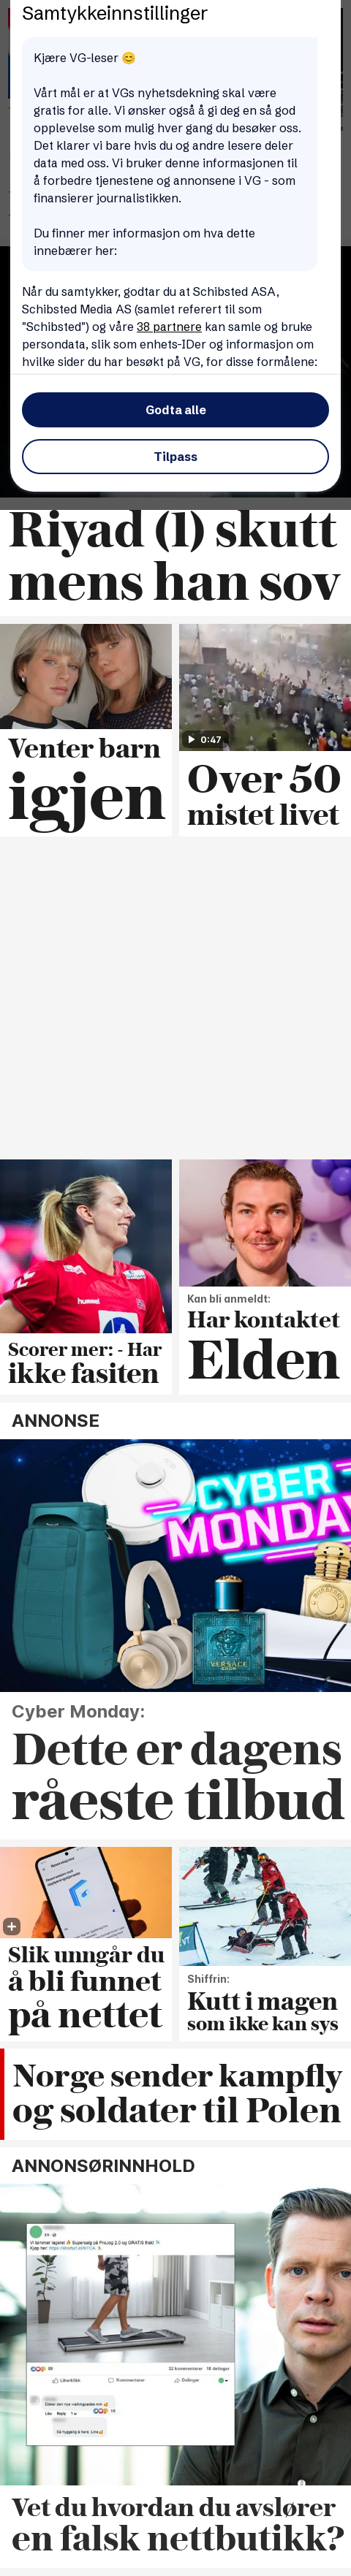 Samtykkeinnstillinger
Kjære VG-leser 😊
Vårt mål er at VGs nyhetsdekning skal være
gratis for alle. Vi ønsker også å gi deg en så god
opplevelse som mulig hver gang du besøker oss.
Det klarer vi bare hvis du og andre lesere deler
data med oss. Vi bruker denne informasjonen til
å forbedre tjenestene og annonsene i VG - som
finansierer journalistikken.
Du finner mer informasjon om hva dette
innebærer her:
Når du samtykker, godtar du at Schibsted ASA,
Schibsted Media AS (samlet referert til som
"Schibsted") og våre 38 partnere kan samle og bruke
persondata, slik som enhets-IDer og informasjon om
hvilke sider du har besøkt på VG, for disse formålene:
Godta alle
Tilpass
Riyad (1) skutt
mens han sov
Venter barn
igjen
0:47
Over 50
mistet livet
Scorer mer: - Har
ikke fasiten
Kan bli anmeldt:
Har kontaktet
Elden
ANNONSE
CYBER
MONDAY
VERSACE
BURBERRY
Cyber Monday:
Dette er dagens
råeste tilbud
Slik unngår du
å bli funnet
på nettet
Shiffrin:
Kutt i magen
som ikke kan sys
Norge sender kampfly
og soldater til Polen
ANNONSØRINNHOLD
32 kommentarer 18 delinger
Kommentarer
Delinger
Like Reply
Vet du hvordan du avslører
en falsk nettbutikk?